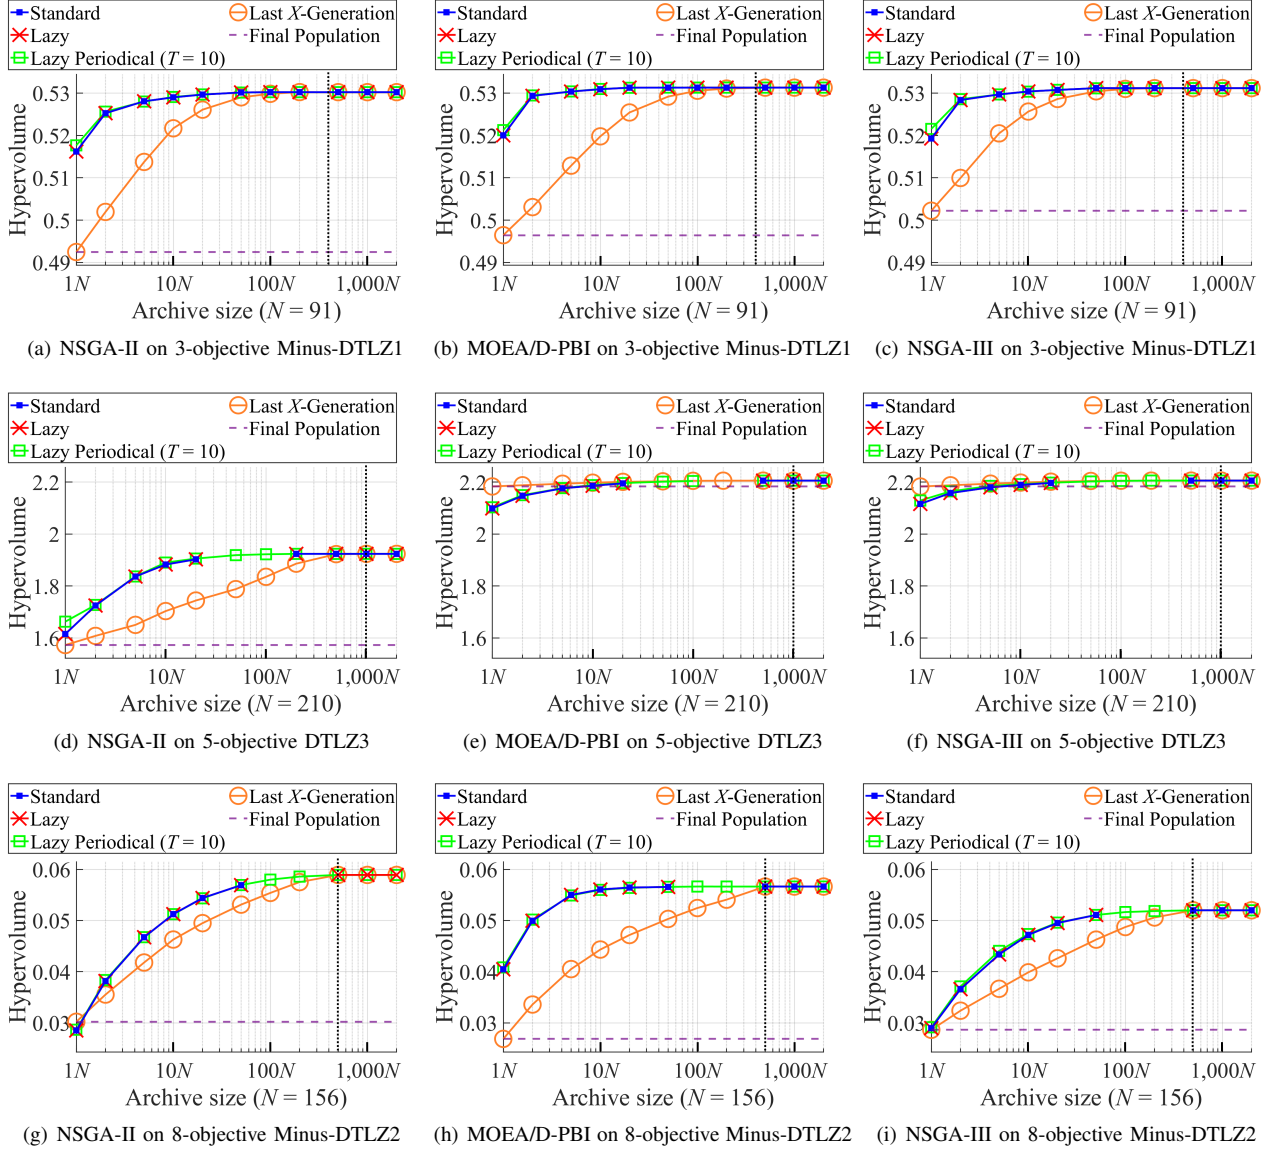 Standard
Last X-Generation
Lazy
Final Population
Lazy Periodical (T = 10)
Hypervolume
0.53
0.52
0.51
0.5
0.49
1N
10N
100N
1,000N
Archive size (N = 91)
(a) NSGA-II on 3-objective Minus-DTLZ1
Standard
Last X-Generation
Lazy
Final Population
Lazy Periodical (T = 10)
Hypervolume
0.53
0.52
0.51
0.5
0.49
1N
10N
100N
1,000N
Archive size (N = 91)
(b) MOEA/D-PBI on 3-objective Minus-DTLZ1
Standard
Last X-Generation
Lazy
Final Population
Lazy Periodical (T = 10)
Hypervolume
0.53
0.52
0.51
0.5
0.49
1N
10N
100N
1,000N
Archive size (N = 91)
(c) NSGA-III on 3-objective Minus-DTLZ1
Standard
Last X-Generation
Lazy
Final Population
Lazy Periodical (T = 10)
Hypervolume
2.2
2
1.8
1.6
1N
10N
100N
1,000N
Archive size (N = 210)
(d) NSGA-II on 5-objective DTLZ3
Standard
Last X-Generation
Lazy
Final Population
Lazy Periodical (T = 10)
Hypervolume
2.2
2
1.8
1.6
1N
10N
100N
1,000N
Archive size (N = 210)
(e) MOEA/D-PBI on 5-objective DTLZ3
Standard
Last X-Generation
Lazy
Final Population
Lazy Periodical (T = 10)
Hypervolume
2.2
2
1.8
1.6
1N
10N
100N
1,000N
Archive size (N = 210)
(f) NSGA-III on 5-objective DTLZ3
Standard
Last X-Generation
Lazy
Final Population
Lazy Periodical (T = 10)
Hypervolume
0.06
0.05
0.04
0.03
1N
10N
100N
1,000N
Archive size (N = 156)
(g) NSGA-II on 8-objective Minus-DTLZ2
Standard
Last X-Generation
Lazy
Final Population
Lazy Periodical (T = 10)
Hypervolume
0.06
0.05
0.04
0.03
1N
10N
100N
1,000N
Archive size (N = 156)
(h) MOEA/D-PBI on 8-objective Minus-DTLZ2
Standard
Last X-Generation
Lazy
Final Population
Lazy Periodical (T = 10)
Hypervolume
0.06
0.05
0.04
0.03
1N
10N
100N
1,000N
Archive size (N = 156)
(i) NSGA-III on 8-objective Minus-DTLZ2